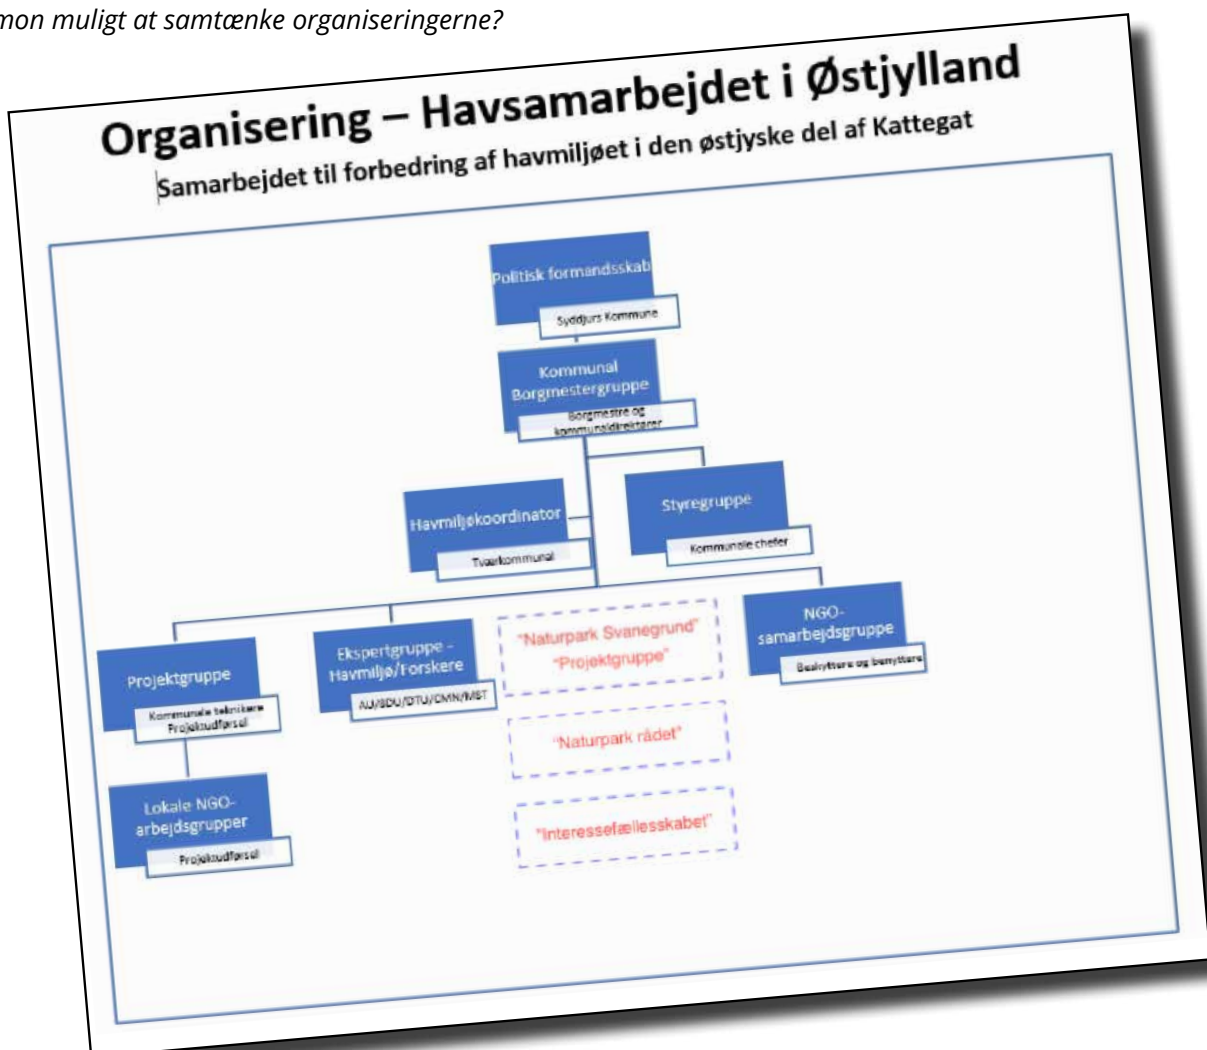 mon muligt at samtænke organiseringerne?
Organisering – Havsamarbejdet i Østjylland
Samarbejdet til forbedring af havmiljøet i den østjyske del af Kattegat
Politisk formandsskab
Syddjurs Kommune
Kommunal
Borgmestergruppe
Borgmestre og
kommunaldirektører
Havmiljøkoordinator
Tværkommunal
Styregruppe
Kommunale chefer
Projektgruppe
Kommunale teknikere
Projektudførsel
Ekspertgruppe -
Havmiljø/Forskere
AU/SDU/DTU/CMN/MST
"Naturpark Svanegrund"
"Projektgruppe"
NGO-
samarbejdsgruppe
Beskyttere og benyttere
"Naturpark rådet"
Lokale NGO-
arbejdsgrupper
Projektudførsel
"Interessefællesskabet"